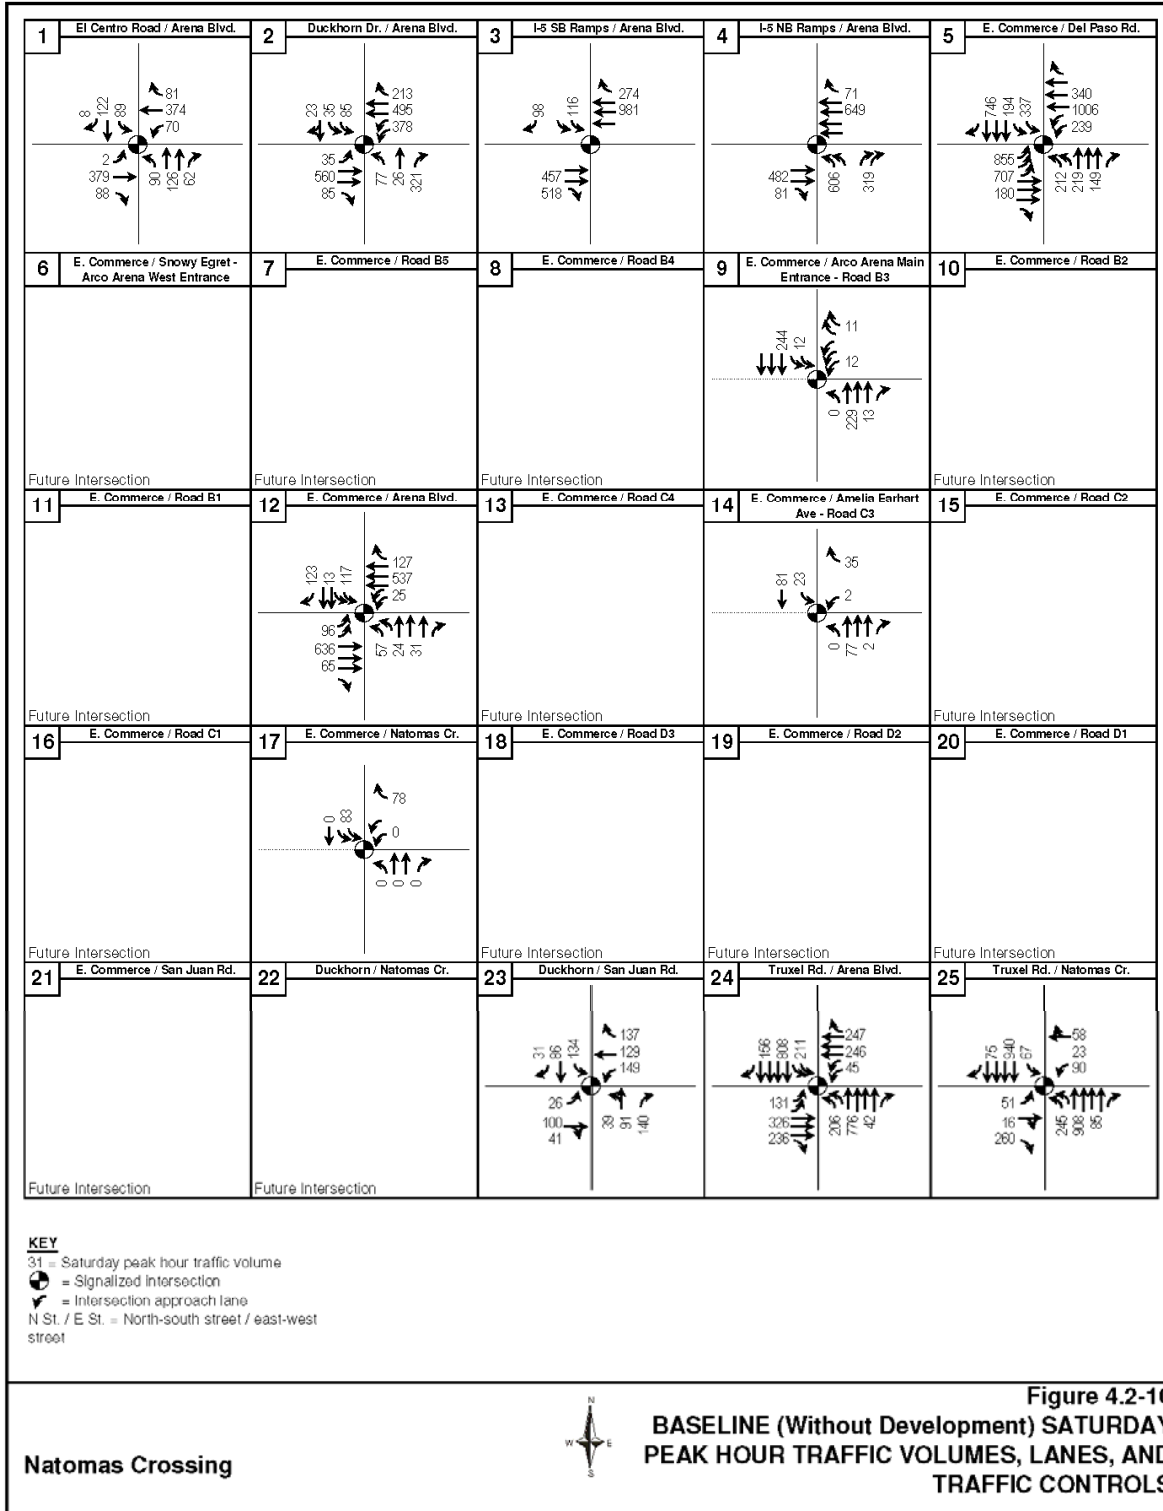 1 El Centro Road / Arena Blvd.
8 122 89
81
374
70
2
379
88
90 126 62
2 Duckhorn Dr. / Arena Blvd.
23 35 85
213
495
378
35
560
85
77 26 321
3 I-5 SB Ramps / Arena Blvd.
98 116
274
981
457
518
4 I-5 NB Ramps / Arena Blvd.
71
649
482
81
606 319
5 E. Commerce / Del Paso Rd.
746 194 337
340
1006
239
855
707
180
212 219 149
6 E. Commerce / Snowy Egret -
Arco Arena West Entrance
Future Intersection
7 E. Commerce / Road B5
Future Intersection
8 E. Commerce / Road B4
Future Intersection
9 E. Commerce / Arco Arena Main
Entrance - Road B3
244 12
11
12
0 229 13
10 E. Commerce / Road B2
Future Intersection
11 E. Commerce / Road B1
Future Intersection
12 E. Commerce / Arena Blvd.
123 13 117
127
537
25
96
636
65
57 24 31
13 E. Commerce / Road C4
Future Intersection
14 E. Commerce / Amelia Earhart
Ave - Road C3
81 23
35
2
0 77 2
15 E. Commerce / Road C2
Future Intersection
16 E. Commerce / Road C1
Future Intersection
17 E. Commerce / Natomas Cr.
0 83
78
0
0 0 0
18 E. Commerce / Road D3
Future Intersection
19 E. Commerce / Road D2
Future Intersection
20 E. Commerce / Road D1
Future Intersection
21 E. Commerce / San Juan Rd.
Future Intersection
22 Duckhorn / Natomas Cr.
Future Intersection
23 Duckhorn / San Juan Rd.
31 86 134
137
129
149
26
100
41
39 91 140
24 Truxel Rd. / Arena Blvd.
156 808 211
247
246
45
131
326
236
206 776 42
25 Truxel Rd. / Natomas Cr.
75 940 67
58
23
90
51
16
260
245 908 85
KEY
31 = Saturday peak hour traffic volume
= Signalized intersection
= Intersection approach lane
N St. / E St. = North-south street / east-west
street
Natomas Crossing
N
W E
S
Figure 4.2-10
BASELINE (Without Development) SATURDAY
PEAK HOUR TRAFFIC VOLUMES, LANES, AND
TRAFFIC CONTROLS